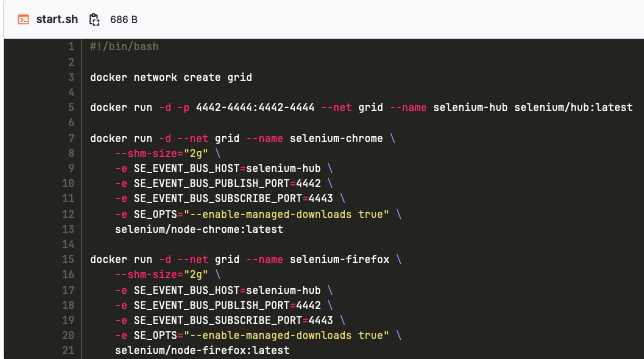 start.sh 686 B
1 #!/bin/bash
2
3 docker network create grid
4
5 docker run -d -p 4442-4444:4442-4444 --net grid --name selenium-hub selenium/hub:latest
6
7 docker run -d --net grid --name selenium-chrome \
8     --shm-size="2g" \
9     -e SE_EVENT_BUS_HOST=selenium-hub \
10     -e SE_EVENT_BUS_PUBLISH_PORT=4442 \
11     -e SE_EVENT_BUS_SUBSCRIBE_PORT=4443 \
12     -e SE_OPTS="--enable-managed-downloads true" \
13     selenium/node-chrome:latest
14
15 docker run -d --net grid --name selenium-firefox \
16     --shm-size="2g" \
17     -e SE_EVENT_BUS_HOST=selenium-hub \
18     -e SE_EVENT_BUS_PUBLISH_PORT=4442 \
19     -e SE_EVENT_BUS_SUBSCRIBE_PORT=4443 \
20     -e SE_OPTS="--enable-managed-downloads true" \
21     selenium/node-firefox:latest